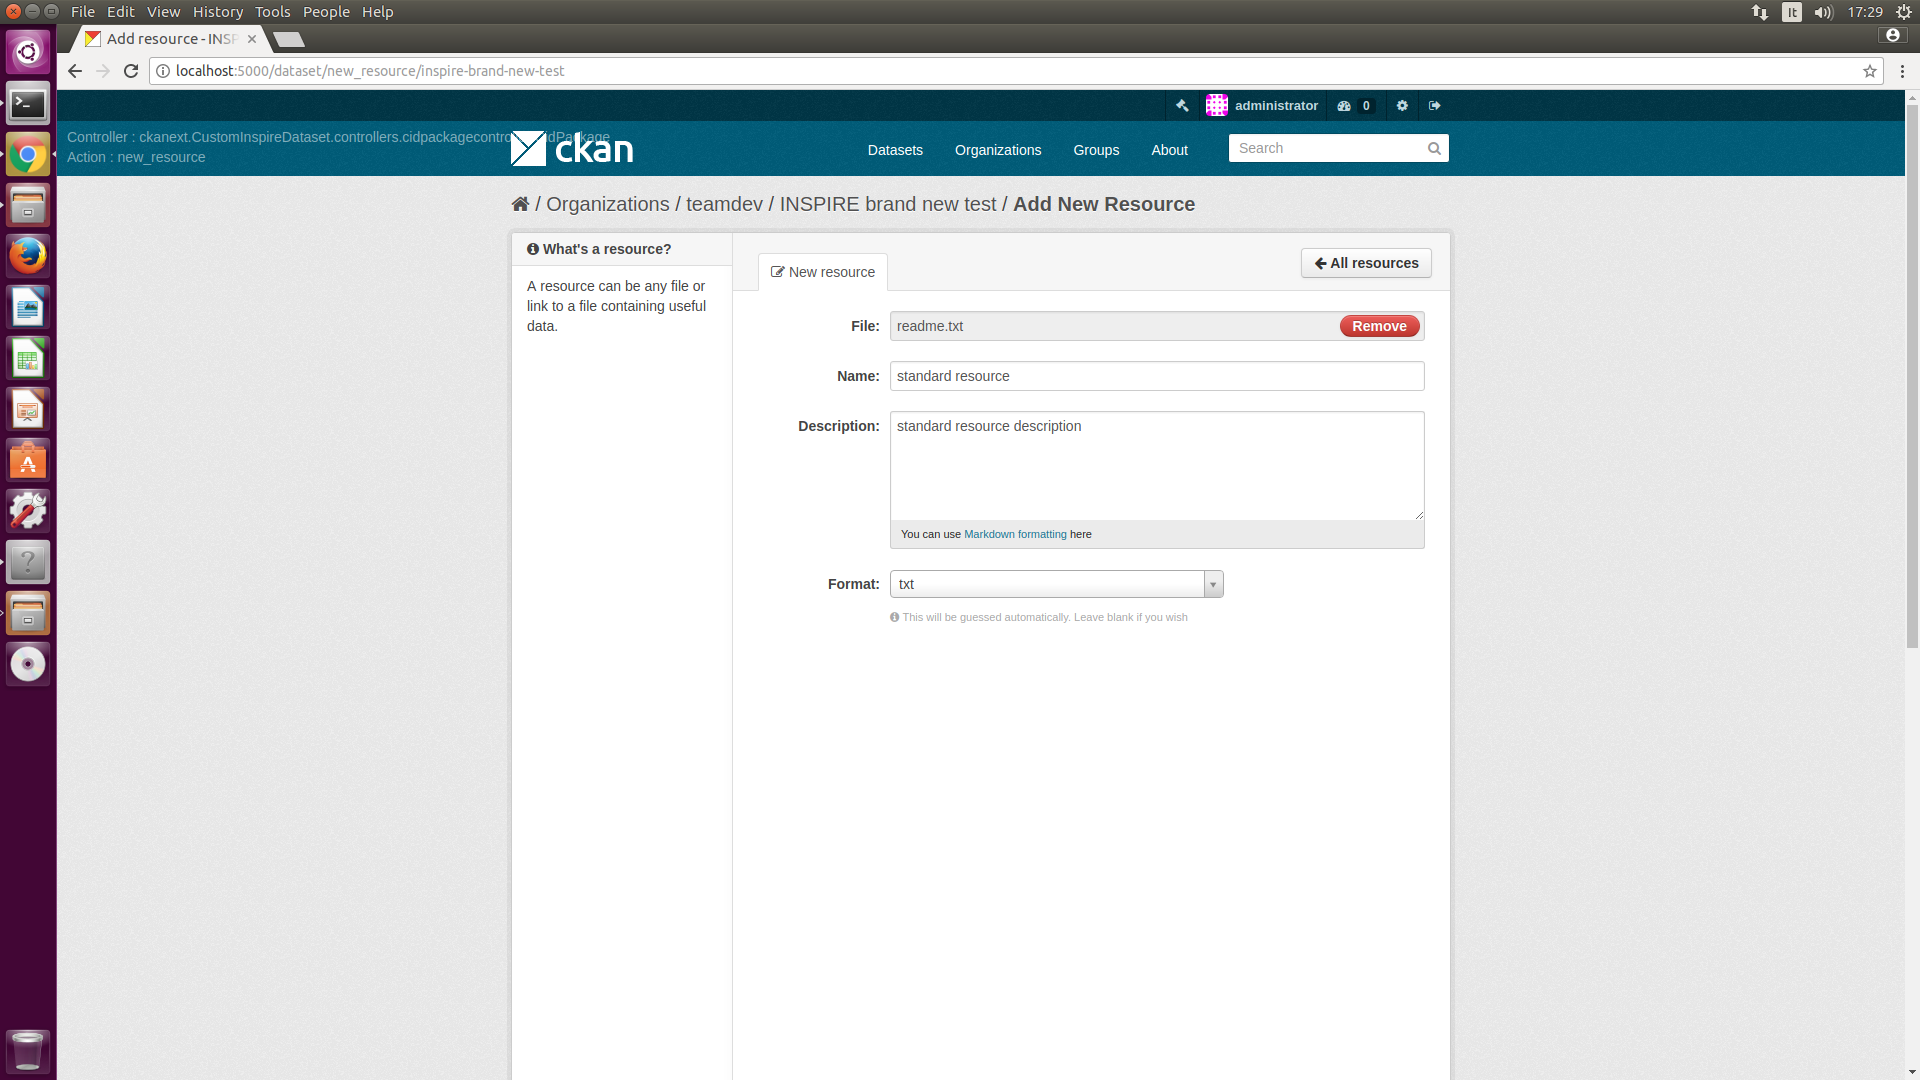 File Edit View History Tools People Help
It 17:29
Add resource - INSP
localhost:5000/dataset/new_resource/inspire-brand-new-test
administrator 0
Controller : ckanext.CustomInspireDataset.controllers.cidpackagecontro
Action : new_resource
ckan
Datasets Organizations Groups About Search
/ Organizations / teamdev / INSPIRE brand new test / Add New Resource
What's a resource?
A resource can be any file or
link to a file containing useful
data.
New resource
All resources
File: readme.txt Remove
Name: standard resource
Description: standard resource description
You can use Markdown formatting here
Format: txt
This will be guessed automatically. Leave blank if you wish